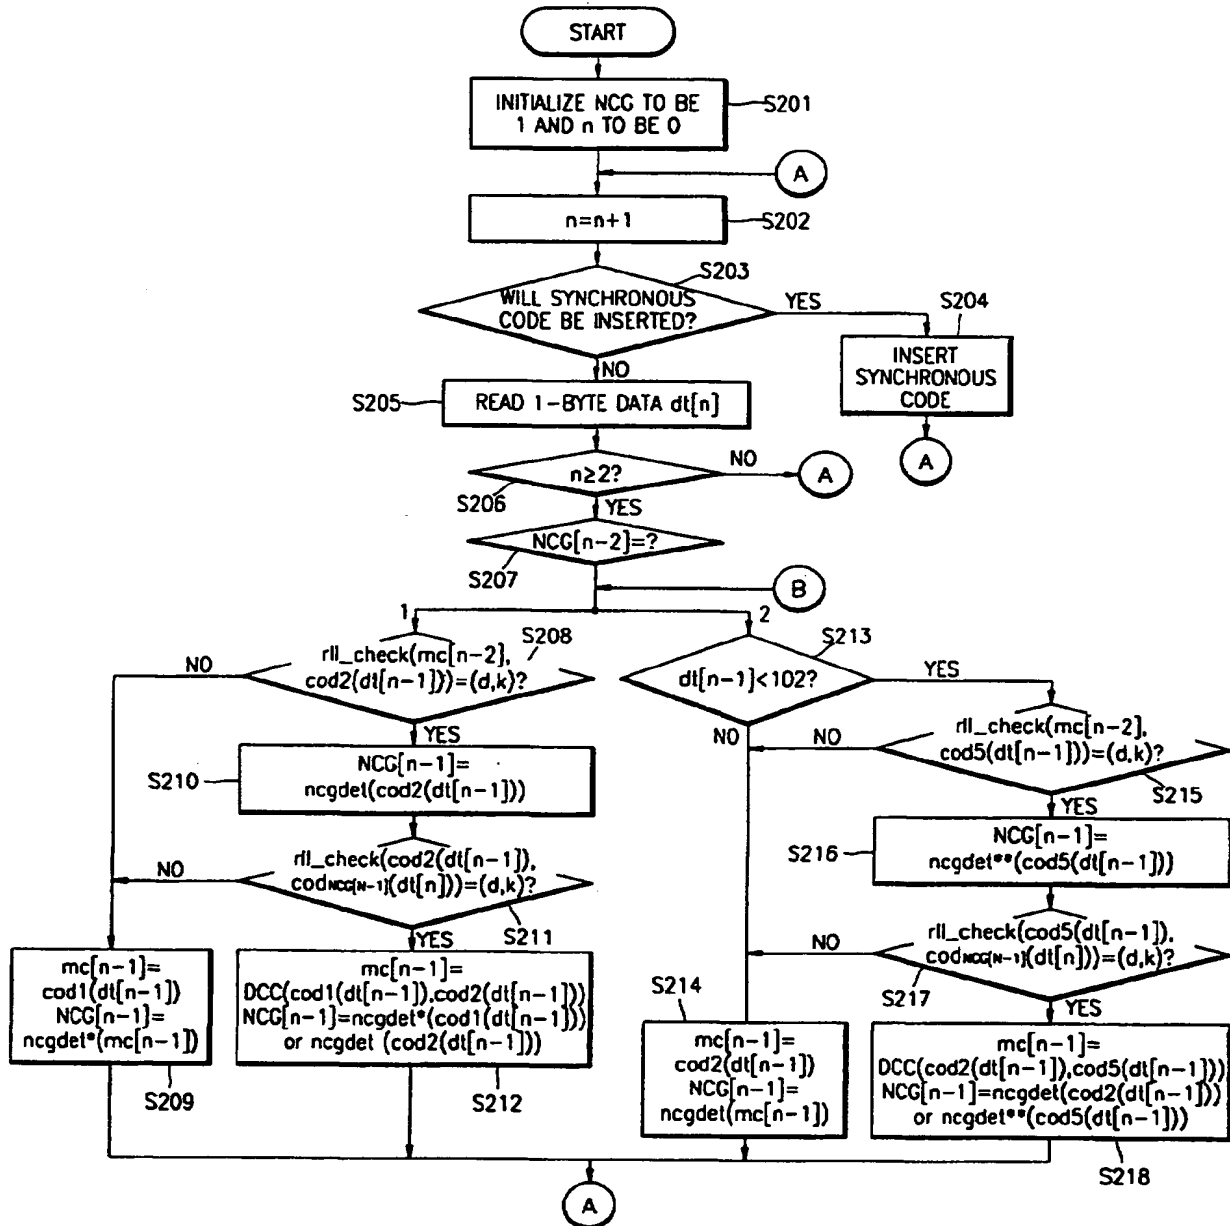 START
INITIALIZE NCG TO BE
1 AND n TO BE 0
S201
A
n=n+1
S202
S203
WILL SYNCHRONOUS
CODE BE INSERTED?
YES
S204
NO
INSERT
SYNCHRONOUS
CODE
S205
READ 1-BYTE DATA dt[n]
A
n≥2?
NO
A
S206
YES
NCG[n-2]=?
S207
B
1
2
S208
rll_check(mc[n-2],
cod2(dt[n-1]))=(d,k)?
NO
YES
S213
dt[n-1]<102?
YES
NO
rll_check(mc[n-2],
cod5(dt[n-1]))=(d,k)?
NO
S215
YES
S210
NCG[n-1]=
ncgdet(cod2(dt[n-1]))
S216
NCG[n-1]=
ncgdet**(cod5(dt[n-1]))
rll_check(cod2(dt[n-1]),
codNCG[N-1](dt[n]))=(d,k)?
NO
S211
YES
rll_check(cod5(dt[n-1]),
codNCG[N-1](dt[n]))=(d,k)?
NO
S217
YES
mc[n-1]=
cod1(dt[n-1])
NCG[n-1]=
ncgdet*(mc[n-1])
S209
mc[n-1]=
DCC(cod1(dt[n-1]),cod2(dt[n-1]))
NCG[n-1]=ncgdet*(cod1(dt[n-1]))
or ncgdet (cod2(dt[n-1]))
S212
S214
mc[n-1]=
cod2(dt[n-1])
NCG[n-1]=
ncgdet(mc[n-1])
mc[n-1]=
DCC(cod2(dt[n-1]),cod5(dt[n-1]))
NCG[n-1]=ncgdet(cod2(dt[n-1]))
or ncgdet**(cod5(dt[n-1]))
S218
A